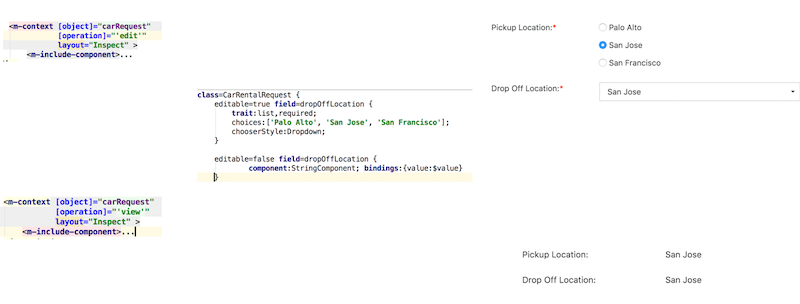 <m-context [object]="carRequest"
[operation]="'edit'"
layout="Inspect" >
<m-include-component>...
class=CarRentalRequest {
editable=true field=dropOffLocation {
trait:list,required;
choices:['Palo Alto', 'San Jose', 'San Francisco'];
chooserStyle:Dropdown;
}
editable=false field=dropOffLocation {
component:StringComponent; bindings:{value:$value}
}
<m-context [object]="carRequest"
[operation]="'view'"
layout="Inspect" >
<m-include-component>...
Pickup Location:*
Palo Alto
San Jose
San Francisco
Drop Off Location:*
San Jose
Pickup Location: San Jose
Drop Off Location: San Jose